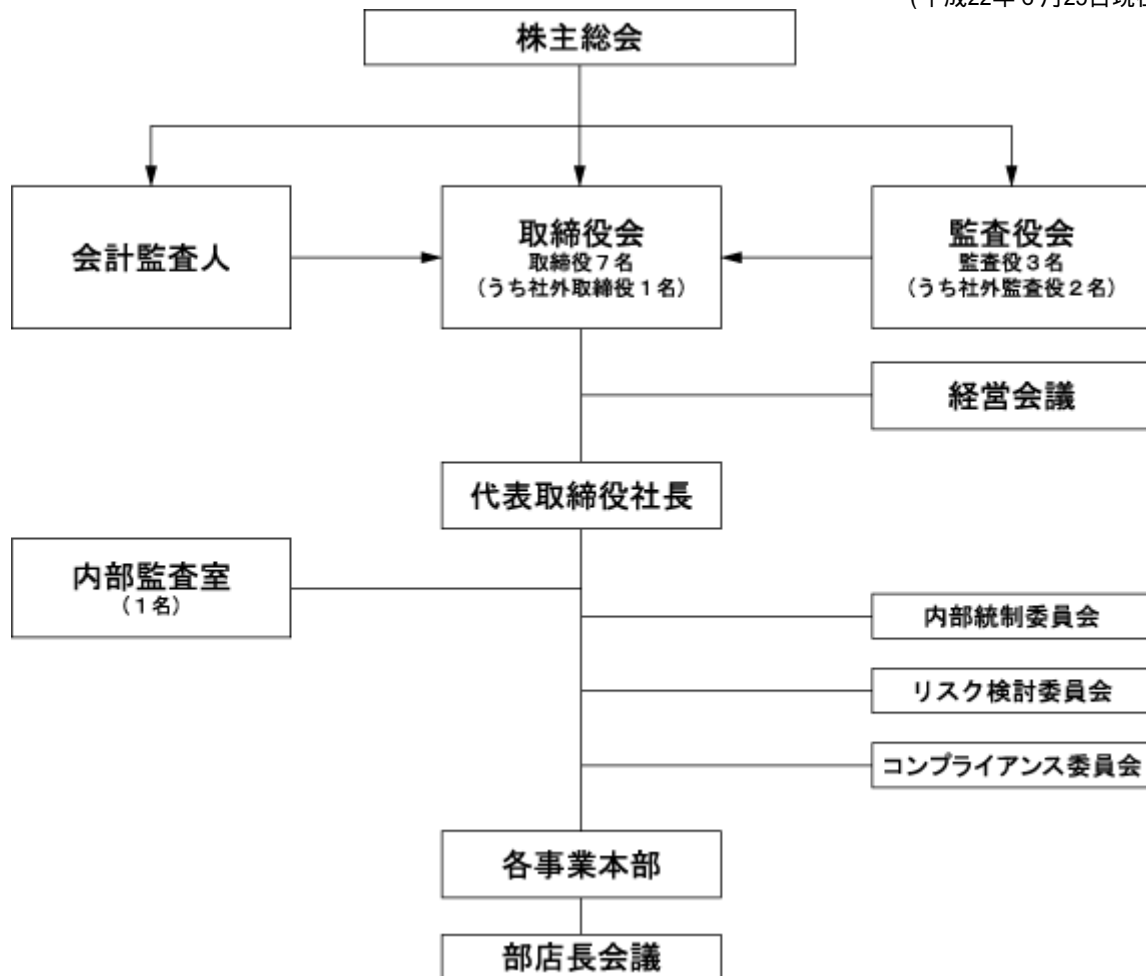 株主総会
会計監査人
取締役会
取締役7名
(うち社外取締役1名)
監査役会
監査役3名
(うち社外監査役2名)
経営会議
代表取締役社長
内部監査室
(1名)
内部統制委員会
リスク検討委員会
コンプライアンス委員会
各事業本部
部店長会議